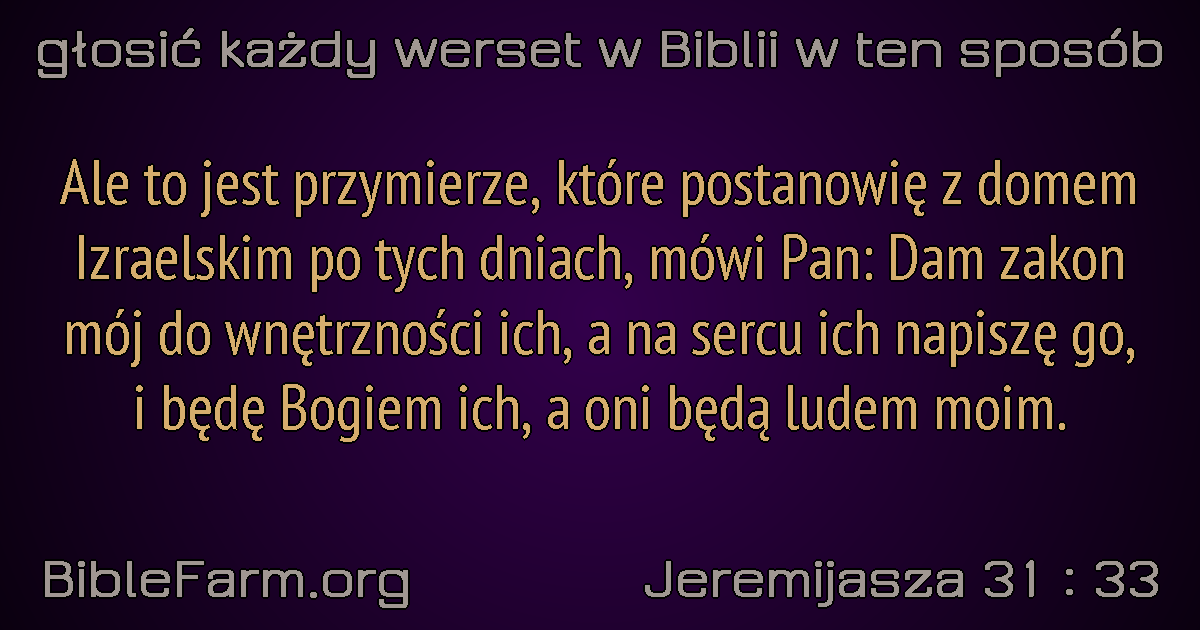 głosić każdy werset w Biblii w ten sposób
Ale to jest przymierze, które postanowię z domem
Izraelskim po tych dniach, mówi Pan: Dam zakon
mój do wnętrzności ich, a na sercu ich napiszę go,
i będę Bogiem ich, a oni będą ludem moim.
BibleFarm.org
Jeremijasza 31 : 33